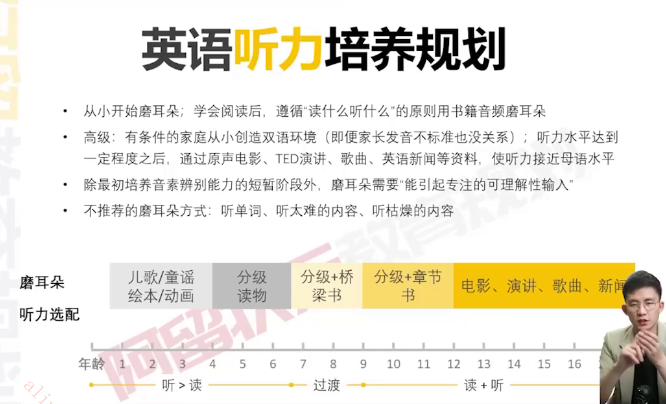 英语听力培养规划
• 从小开始磨耳朵；学会阅读后，遵循“读什么听什么”的原则用书籍音频磨耳朵
• 高级：有条件的家庭从小创造双语环境（即便家长发音不标准也没关系）；听力水平达到
一定程度之后，通过原声电影、TED演讲、歌曲、英语新闻等资料，使听力接近母语水平
• 除最初培养音素辨别能力的短暂阶段外，磨耳朵需要“能引起专注的可理解性输入”
• 不推荐的磨耳朵方式：听单词、听太难的内容、听枯燥的内容
磨耳朵
听力选配
儿歌/童谣
绘本/动画
分级
读物
分级+桥
梁书
分级+章节
书
电影、演讲、歌曲、新闻
年龄 1 2 3 4 5 6 7 8 9 10 11 12 13 14 15 16
听 > 读 过渡 读 + 听